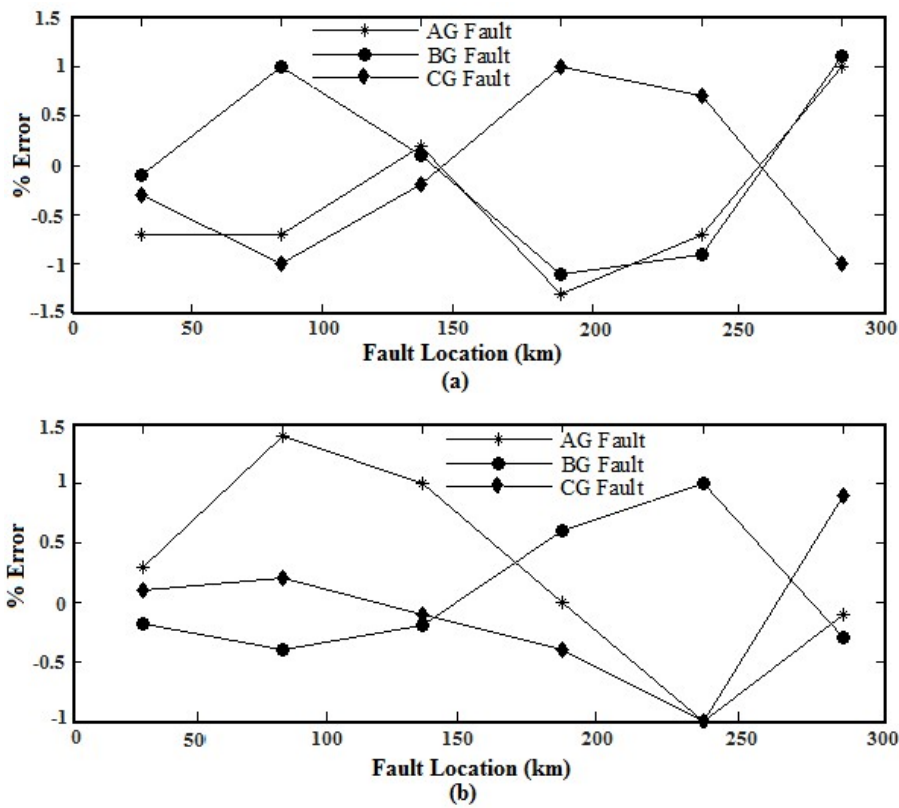 1.5
1
0.5
0
-0.5
-1
-1.5
% Error
AG Fault
BG Fault
CG Fault
0 50 100 150 200 250 300
Fault Location (km)
(a)
1.5
1
0.5
0
-0.5
-1
% Error
AG Fault
BG Fault
CG Fault
0 50 100 150 200 250 300
Fault Location (km)
(b)